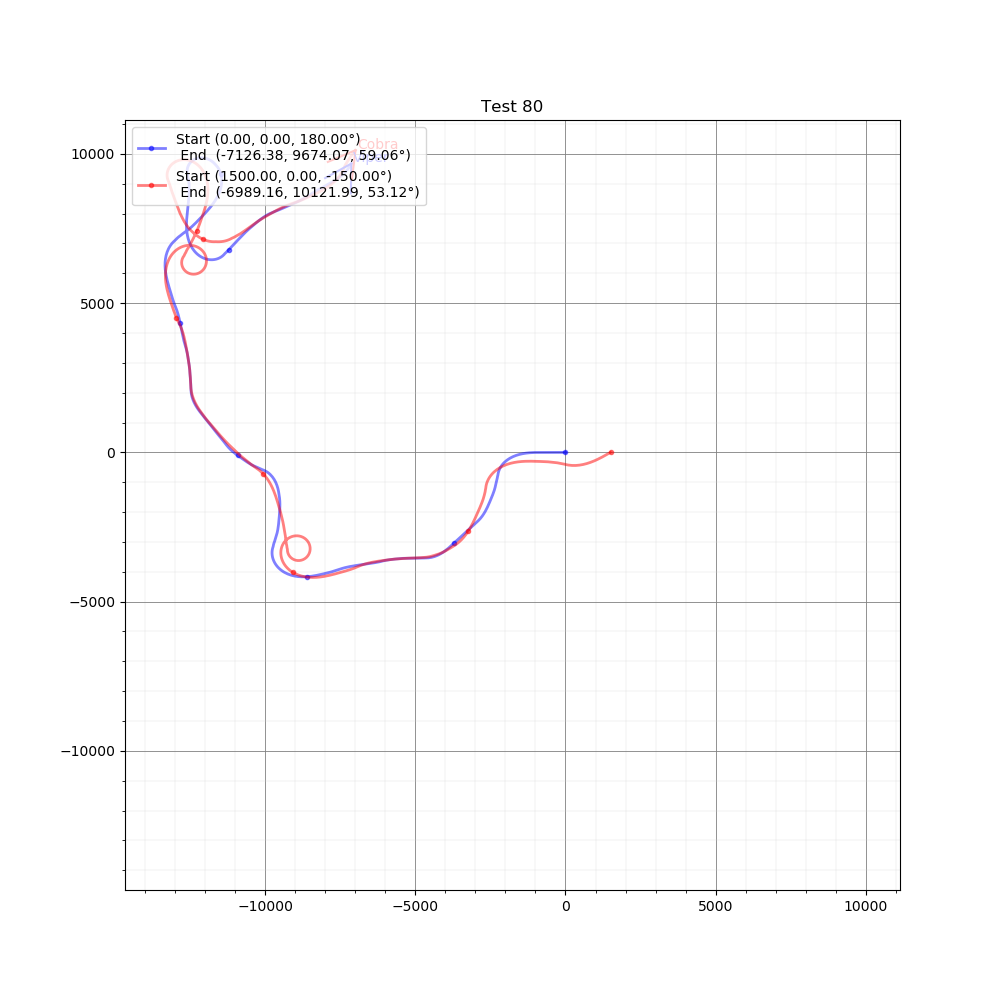 Test 80
Start (0.00, 0.00, 180.00°)
End (-7126.38, 9674.07, 59.06°)
Start (1500.00, 0.00, -150.00°)
End (-6989.16, 10121.99, 53.12°)
Cobra
10000
5000
0
−5000
−10000
−10000
−5000
0
5000
10000